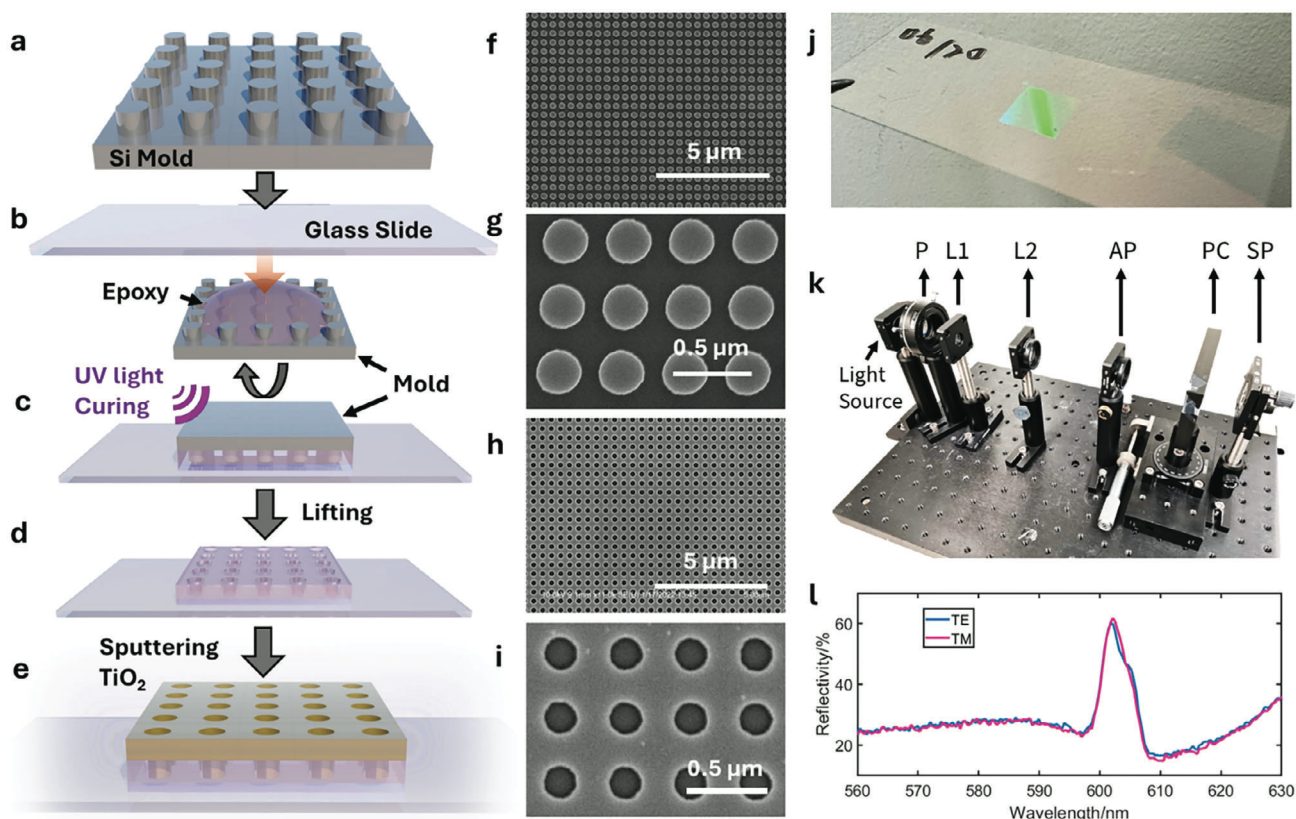 a
Si Mold
b
Glass Slide
Epoxy
Mold
UV light
Curing
c
Lifting
d
Sputtering
TiO₂
e
f
5 µm
g
0.5 µm
h
5 µm
i
0.5 µm
j
06/20
k
P L1 L2 AP PC SP
Light
Source
l
TE
TM
Reflectivity/%
60
40
20
560 570 580 590 600 610 620 630
Wavelength/nm